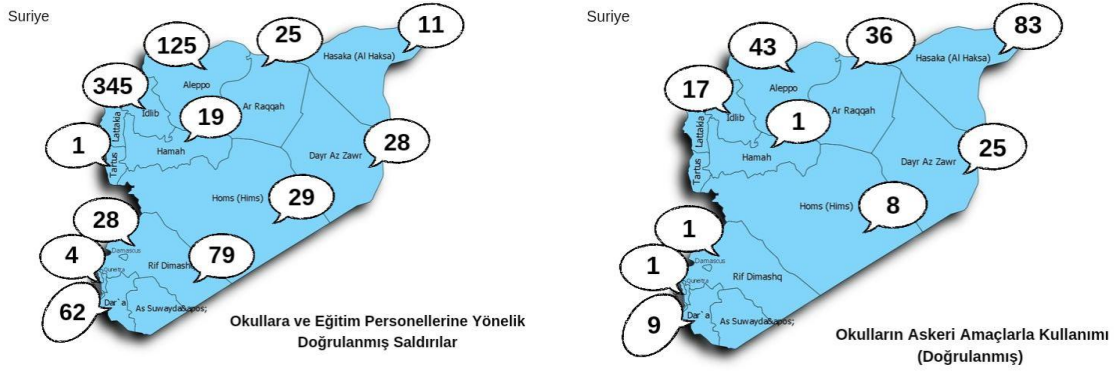 Suriye
11
25
125
Hasaka (Al Haksa)
345
Aleppo
Idlib
Ar Raqqah
19
Lattakia
1
Hamah
28
Tartus
Dayr Az Zawr
29
Homs (Hims)
28
Damascus
4
79
Rif Dimashq
Qunetra
62
Dar`a
As Suwayda&apos;
Okullara ve Eğitim Personellerine Yönelik
Doğrulanmış Saldırılar
Suriye
83
36
43
Hasaka (Al Haksa)
17
Aleppo
Idlib
Ar Raqqah
1
Lattakia
Hamah
25
Tartus
Dayr Az Zawr
8
Homs (Hims)
1
Damascus
1
Rif Dimashq
Qunetra
9
Dar`a
As Suwayda&apos;
Okulların Askeri Amaçlarla Kullanımı
(Doğrulanmış)